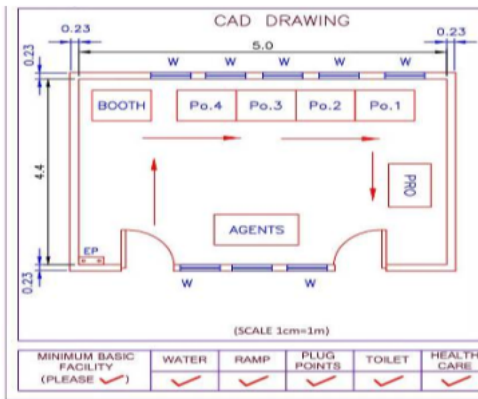 CAD DRAWING
0.23 5.0 0.23
0.23 W W W W W
BOOTH Po.4 Po.3 Po.2 Po.1
4.4
PRO
AGENTS
EP
0.23 W W
(SCALE 1cm=1m)
MINIMUM BASIC FACILITY (PLEASE ✓) WATER RAMP PLUG POINTS TOILET HEALTH CARE
✓ ✓ ✓ ✓ ✓